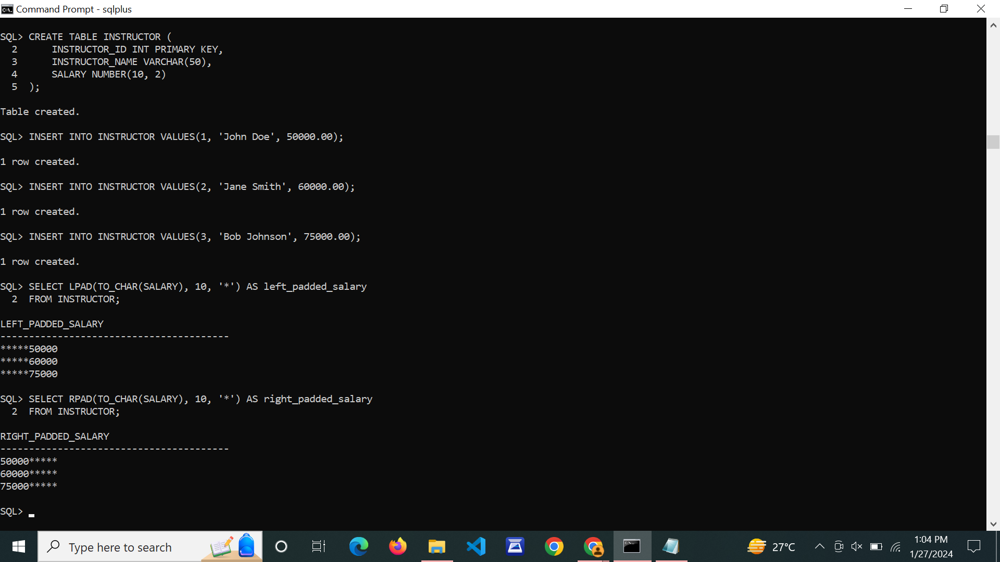 Command Prompt - sqlplus
SQL> CREATE TABLE INSTRUCTOR (
  2      INSTRUCTOR_ID INT PRIMARY KEY,
  3      INSTRUCTOR_NAME VARCHAR(50),
  4      SALARY NUMBER(10, 2)
  5  );
Table created.
SQL> INSERT INTO INSTRUCTOR VALUES(1, 'John Doe', 50000.00);
1 row created.
SQL> INSERT INTO INSTRUCTOR VALUES(2, 'Jane Smith', 60000.00);
1 row created.
SQL> INSERT INTO INSTRUCTOR VALUES(3, 'Bob Johnson', 75000.00);
1 row created.
SQL> SELECT LPAD(TO_CHAR(SALARY), 10, '*') AS left_padded_salary
  2  FROM INSTRUCTOR;
LEFT_PADDED_SALARY
----------------------------------------
*****50000
*****60000
*****75000
SQL> SELECT RPAD(TO_CHAR(SALARY), 10, '*') AS right_padded_salary
  2  FROM INSTRUCTOR;
RIGHT_PADDED_SALARY
----------------------------------------
50000*****
60000*****
75000*****
SQL>
Type here to search
27°C
1:04 PM
1/27/2024